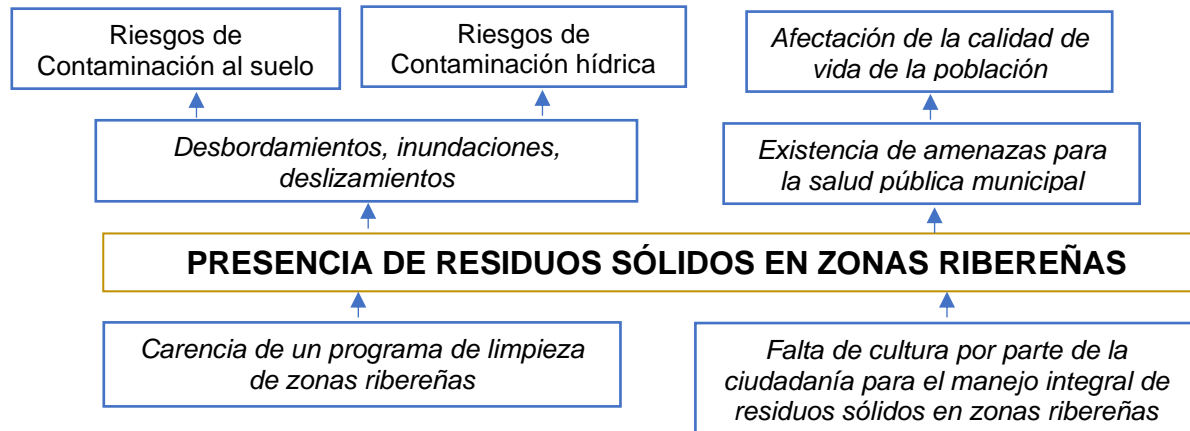 Riesgos de
Contaminación al suelo
Riesgos de
Contaminación hídrica
Afectación de la calidad de
vida de la población
Desbordamientos, inundaciones,
deslizamientos
Existencia de amenazas para
la salud pública municipal
PRESENCIA DE RESIDUOS SÓLIDOS EN ZONAS RIBEREÑAS
Carencia de un programa de limpieza
de zonas ribereñas
Falta de cultura por parte de la
ciudadanía para el manejo integral de
residuos sólidos en zonas ribereñas